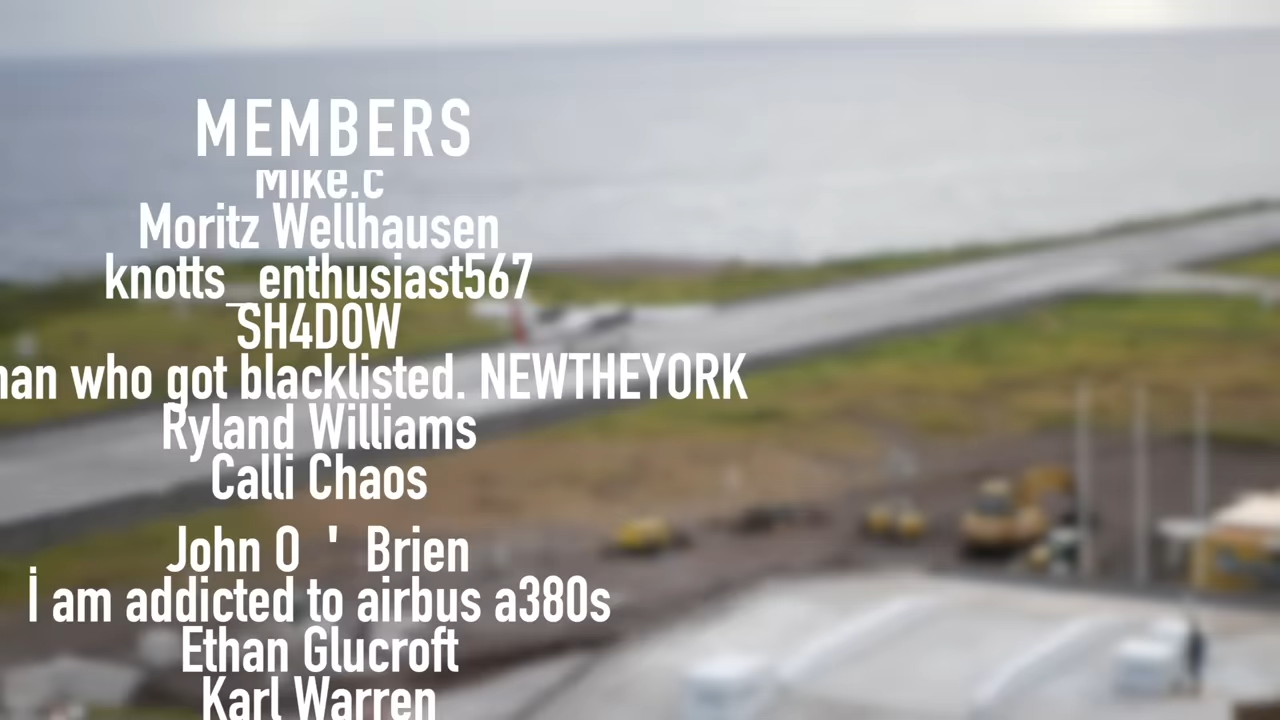 MEMBERS
Mike.C
Moritz Wellhausen
knotts_enthusiast567
SH4D0W
who got blacklisted. NEWTHEYORK
Ryland Williams
Calli Chaos
John O ' Brien
İ am addicted to airbus a380s
Ethan Glucroft
Karl Warren